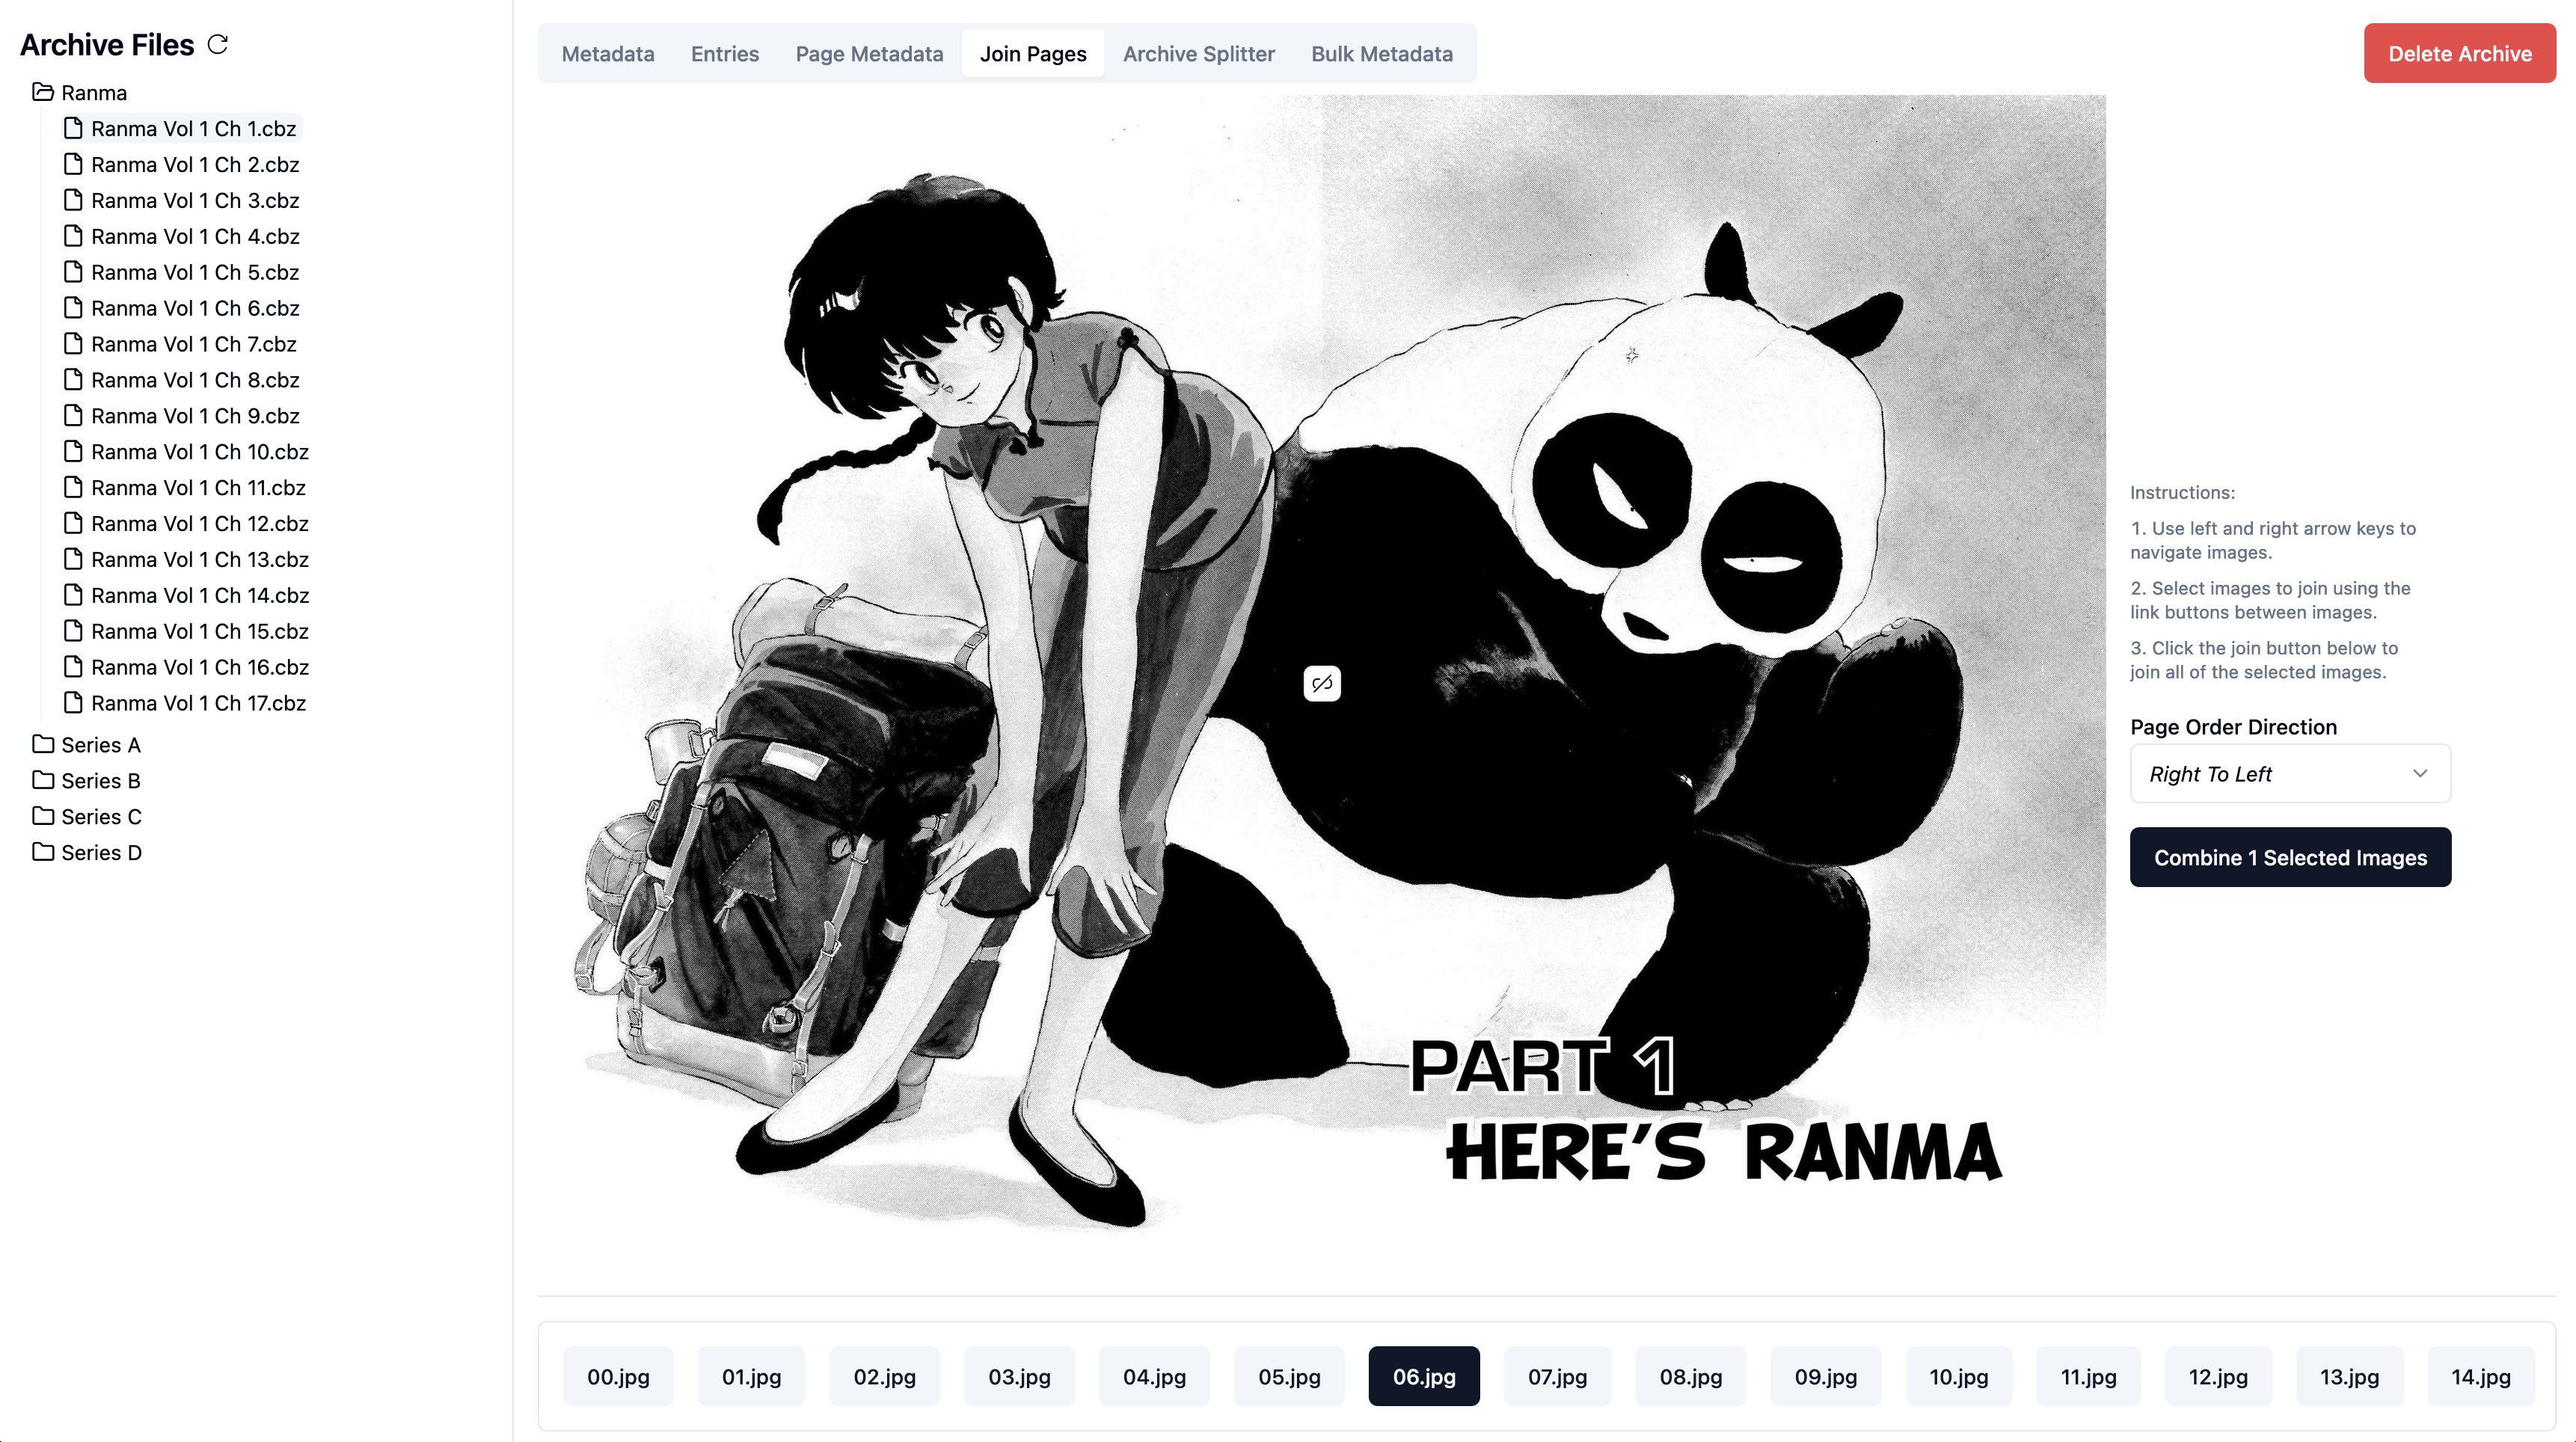 Archive Files
Ranma
Ranma Vol 1 Ch 1.cbz
Ranma Vol 1 Ch 2.cbz
Ranma Vol 1 Ch 3.cbz
Ranma Vol 1 Ch 4.cbz
Ranma Vol 1 Ch 5.cbz
Ranma Vol 1 Ch 6.cbz
Ranma Vol 1 Ch 7.cbz
Ranma Vol 1 Ch 8.cbz
Ranma Vol 1 Ch 9.cbz
Ranma Vol 1 Ch 10.cbz
Ranma Vol 1 Ch 11.cbz
Ranma Vol 1 Ch 12.cbz
Ranma Vol 1 Ch 13.cbz
Ranma Vol 1 Ch 14.cbz
Ranma Vol 1 Ch 15.cbz
Ranma Vol 1 Ch 16.cbz
Ranma Vol 1 Ch 17.cbz
Series A
Series B
Series C
Series D
Metadata Entries Page Metadata Join Pages Archive Splitter Bulk Metadata
Delete Archive
PART 1
HERE'S RANMA
Instructions:
1. Use left and right arrow keys to
navigate images.
2. Select images to join using the
link buttons between images.
3. Click the join button below to
join all of the selected images.
Page Order Direction
Right To Left
Combine 1 Selected Images
00.jpg 01.jpg 02.jpg 03.jpg 04.jpg 05.jpg 06.jpg 07.jpg 08.jpg 09.jpg 10.jpg 11.jpg 12.jpg 13.jpg 14.jpg